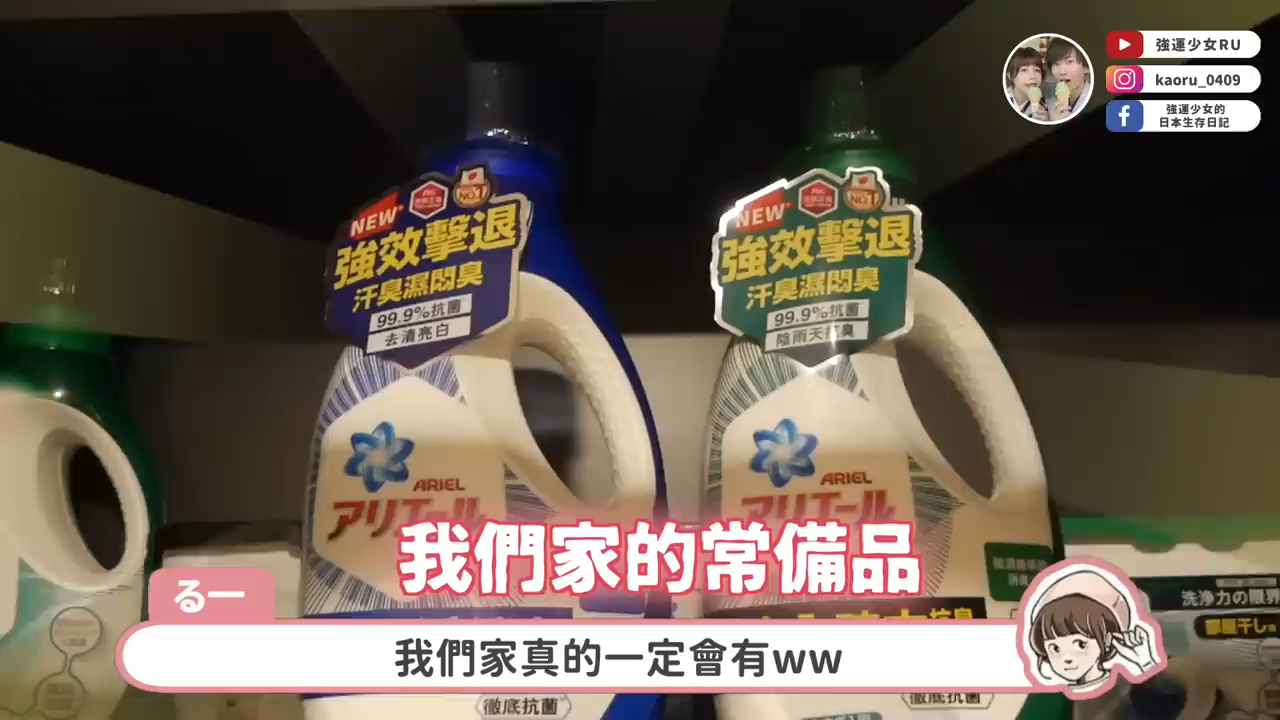 強運少女RU
kaoru_0409
強運少女的
日本生存日記
NEW
NO.1
強效擊退
汗臭濕悶臭
99.9%抗菌
去漬亮白
ARIEL
アリエール
徹底抗菌
NEW
NO.1
強效擊退
汗臭濕悶臭
99.9%抗菌
陰雨天抗臭
ARIEL
アリエール
抗臭
徹底抗菌
洗浄力の限界
部屋干し
我們家的常備品
るー
我們家真的一定會有ww